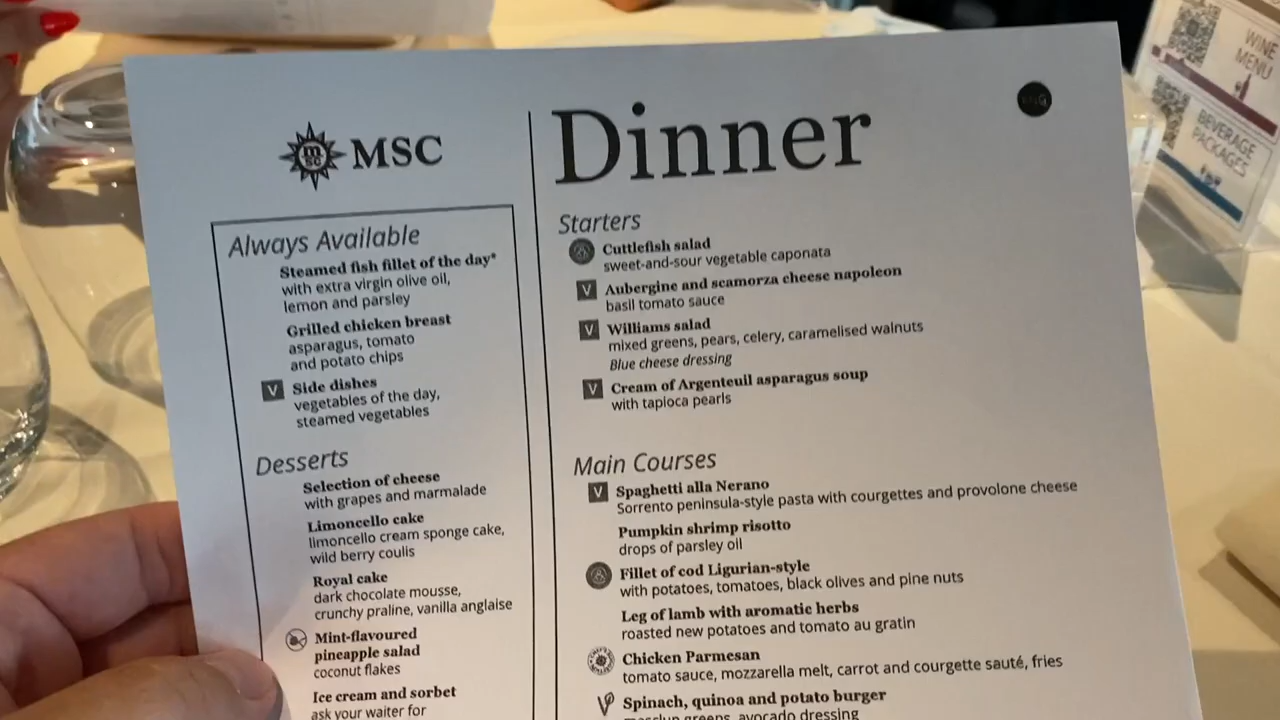 MSC
Always Available
Steamed fish fillet of the day*
with extra virgin olive oil,
lemon and parsley
Grilled chicken breast
asparagus, tomato
and potato chips
V Side dishes
vegetables of the day,
steamed vegetables
Desserts
Selection of cheese
with grapes and marmalade
Limoncello cake
limoncello cream sponge cake,
wild berry coulis
Royal cake
dark chocolate mousse,
crunchy praline, vanilla anglaise
Mint-flavoured
pineapple salad
coconut flakes
Ice cream and sorbet
ask your waiter for
Dinner
Starters
Cuttlefish salad
sweet-and-sour vegetable caponata
V Aubergine and scamorza cheese napoleon
basil tomato sauce
V Williams salad
mixed greens, pears, celery, caramelised walnuts
Blue cheese dressing
V Cream of Argenteuil asparagus soup
with tapioca pearls
Main Courses
V Spaghetti alla Nerano
Sorrento peninsula-style pasta with courgettes and provolone cheese
Pumpkin shrimp risotto
drops of parsley oil
Fillet of cod Ligurian-style
with potatoes, tomatoes, black olives and pine nuts
Leg of lamb with aromatic herbs
roasted new potatoes and tomato au gratin
Chicken Parmesan
tomato sauce, mozzarella melt, carrot and courgette sauté, fries
Spinach, quinoa and potato burger
greens, avocado dressing
WINE
MENU
BEVERAGE
PACKAGES